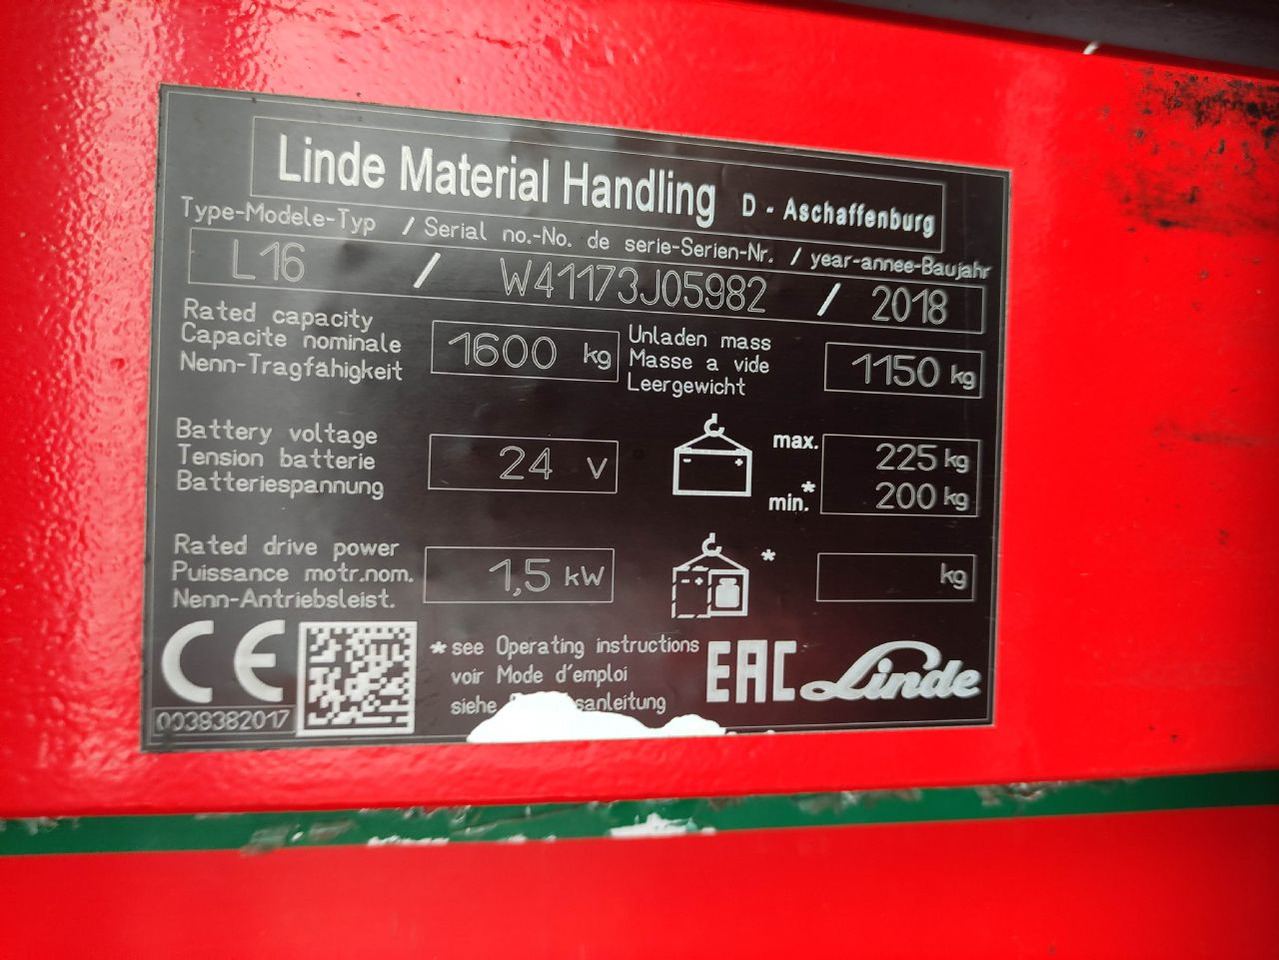 Linde Material Handling D - Aschaffenburg
Type-Modele-Typ / Serial no.-No. de serie-Serien-Nr. / year-annee-Baujahr
L16 / W41173J05982 / 2018
Rated capacity
Capacite nominale
Nenn-Tragfähigkeit
1600 kg
Unladen mass
Masse a vide
Leergewicht
1150 kg
Battery voltage
Tension batterie
Batteriespannung
24 V
max. 225 kg
min.* 200 kg
Rated drive power
Puissance motr.nom.
Nenn-Antriebsleist.
1,5 kW
* kg
CE
0038382017
*see Operating instructions
voir Mode d'emploi
siehe
EAC Linde